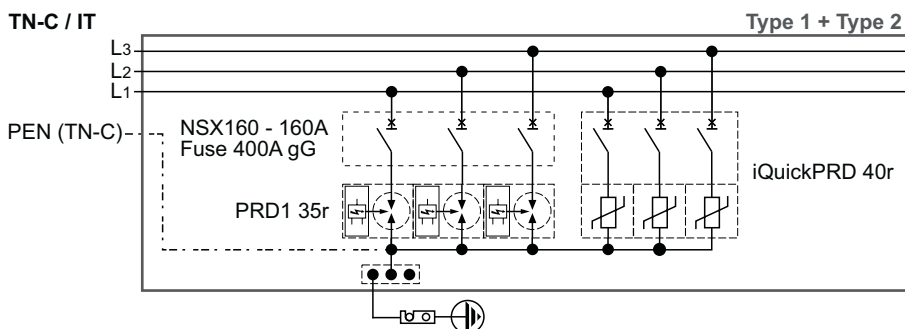 TN-C / IT
Type 1 + Type 2
L3
L2
L1
PEN (TN-C)
NSX160 - 160A
Fuse 400A gG
iQuickPRD 40r
PRD1 35r